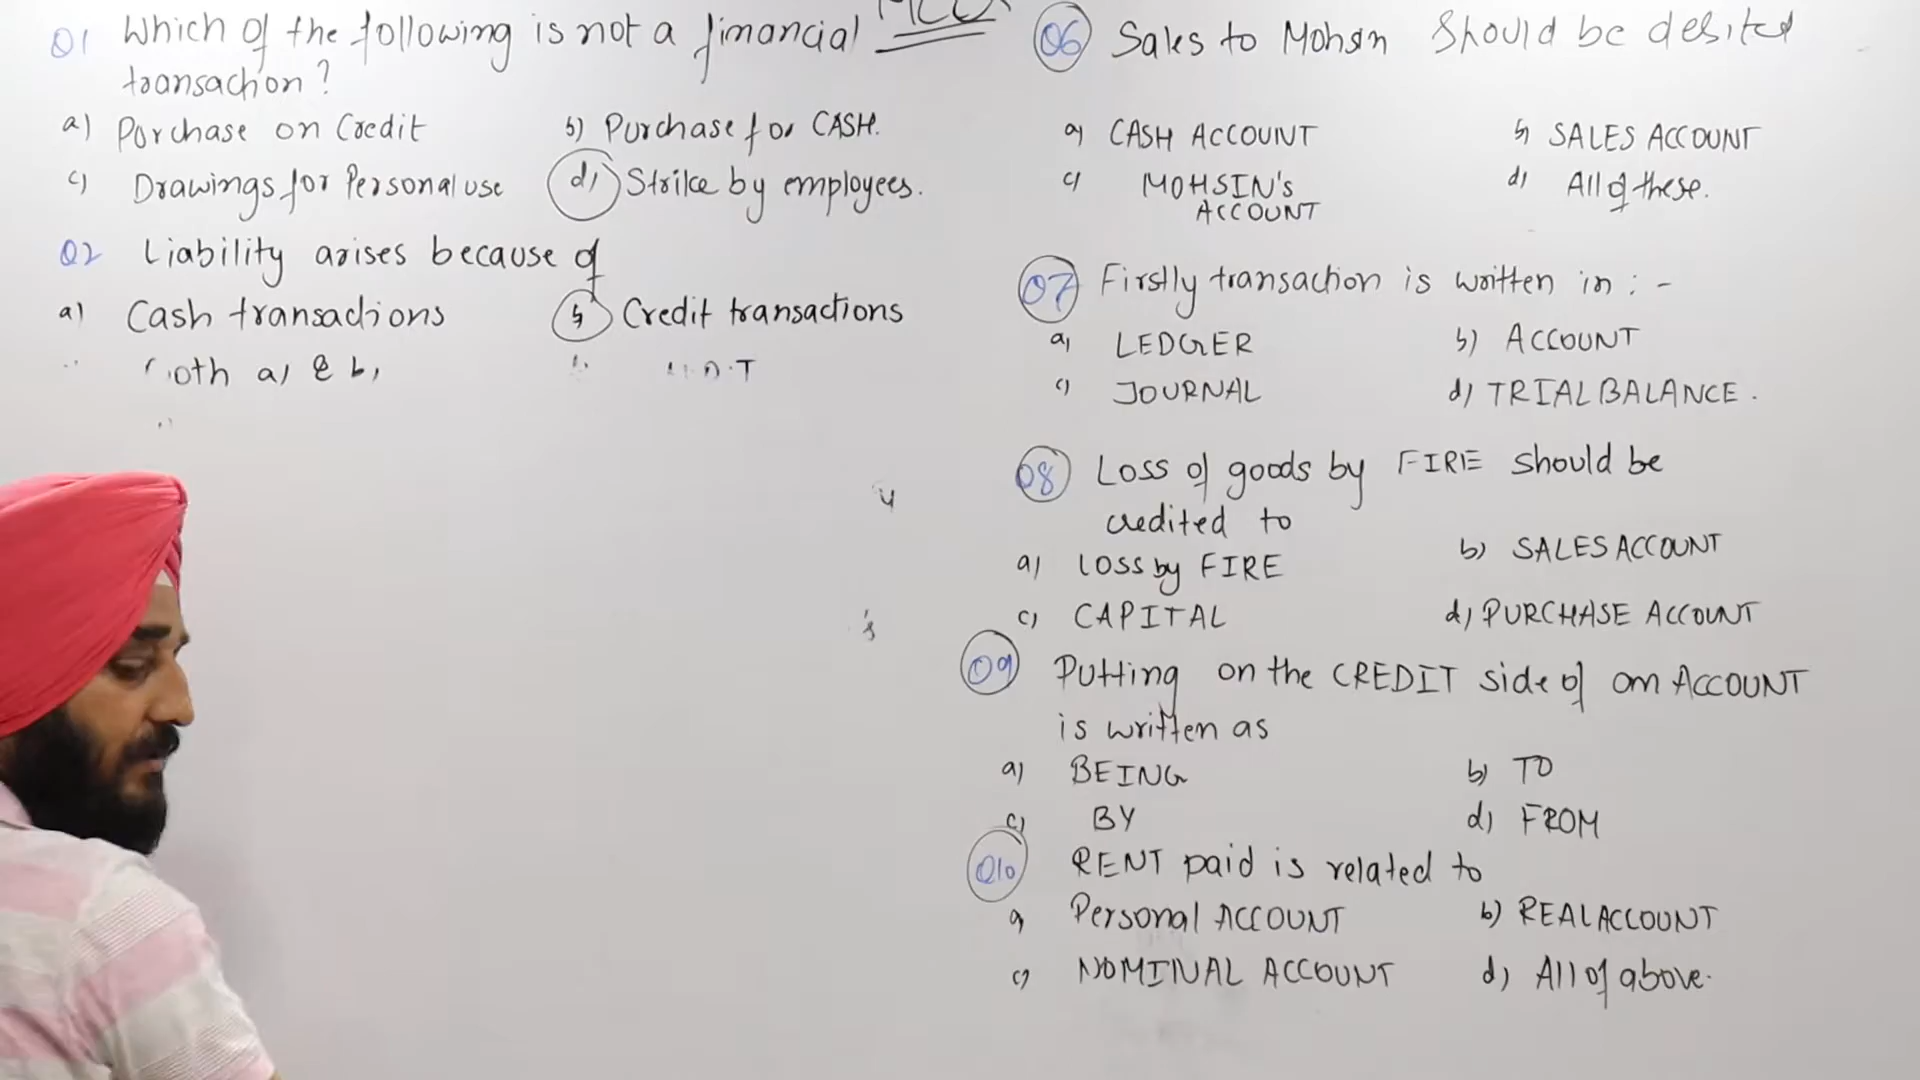 MCQ
Q1 Which of the following is not a financial
transaction?
a) Purchase on Credit b) Purchase for CASH.
c) Drawings for Personal use d) Strike by employees.
Q2 Liability arises because of
a) Cash transactions b) Credit transactions
oth a) & b)
Q6 Sales to Mohsin Should be debited
a) CASH ACCOUNT b) SALES ACCOUNT
c) MOHSIN's d) All of these.
ACCOUNT
Q7 Firstly transaction is written in :-
a) LEDGER b) ACCOUNT
c) JOURNAL d) TRIAL BALANCE.
Q8 Loss of goods by FIRE should be
credited to
a) Loss by FIRE b) SALES ACCOUNT
c) CAPITAL d) PURCHASE ACCOUNT
Q9 Putting on the CREDIT side of an ACCOUNT
is written as
a) BEING b) TO
c) BY d) FROM
Q10 RENT paid is related to
a) Personal ACCOUNT b) REAL ACCOUNT
c) NOMINAL ACCOUNT d) All of above.